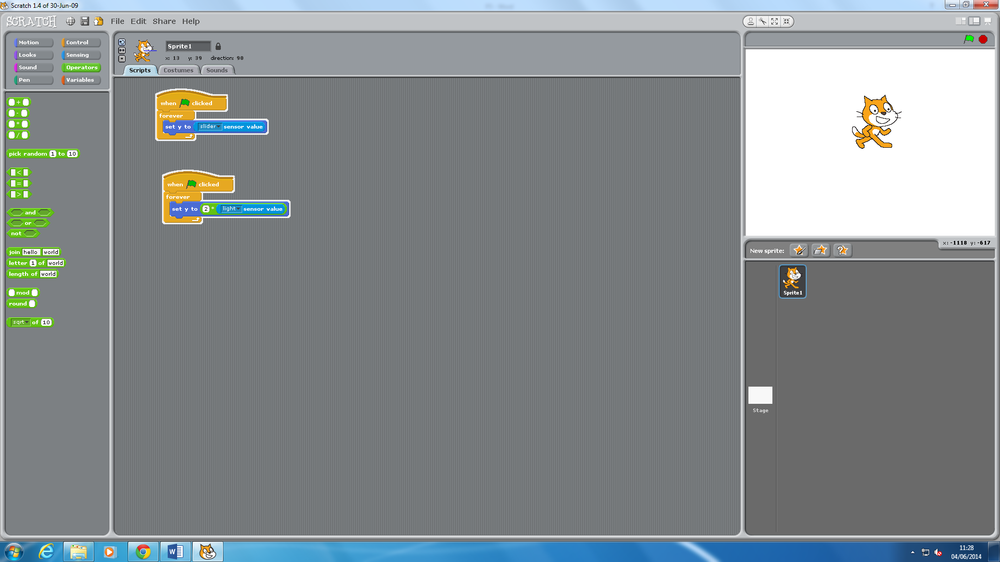 Scratch 1.4 of 30-Jun-09
SCRATCH File Edit Share Help
Motion Control
Looks Sensing
Sound Operators
Pen Variables
+
-
*
/
pick random 1 to 10
<
=
>
and
or
not
join hello world
letter 1 of world
length of world
mod
round
sqrt of 10
Sprite1
x: 13 y: 39 direction: 90
Scripts Costumes Sounds
when clicked
forever
set y to slider sensor value
when clicked
forever
set y to 2 * light sensor value
x: -1118 y: -617
New sprite:
Sprite1
Stage
11:28
04/06/2014